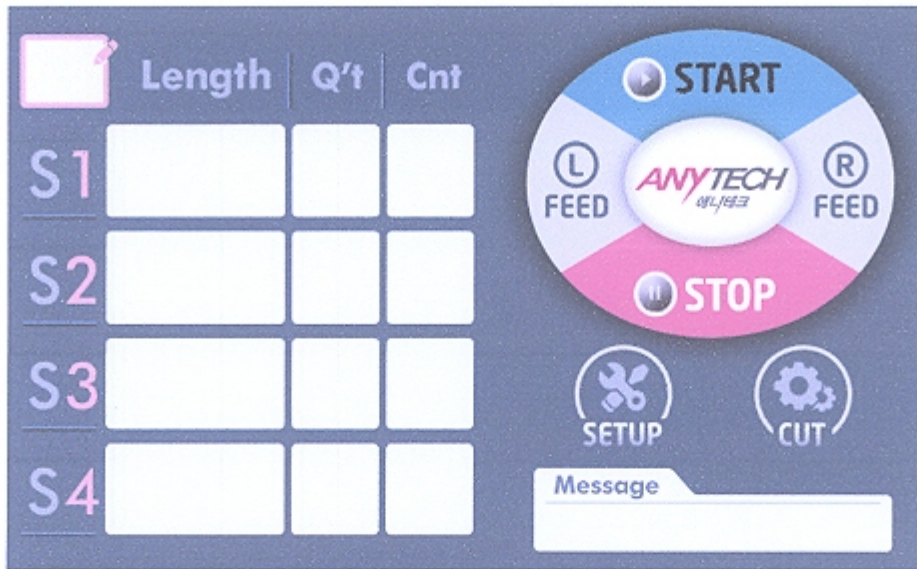 Length Q't Cnt
S1
S2
S3
S4
START
L FEED
R FEED
ANYTECH
애니테크
STOP
SETUP
CUT
Message